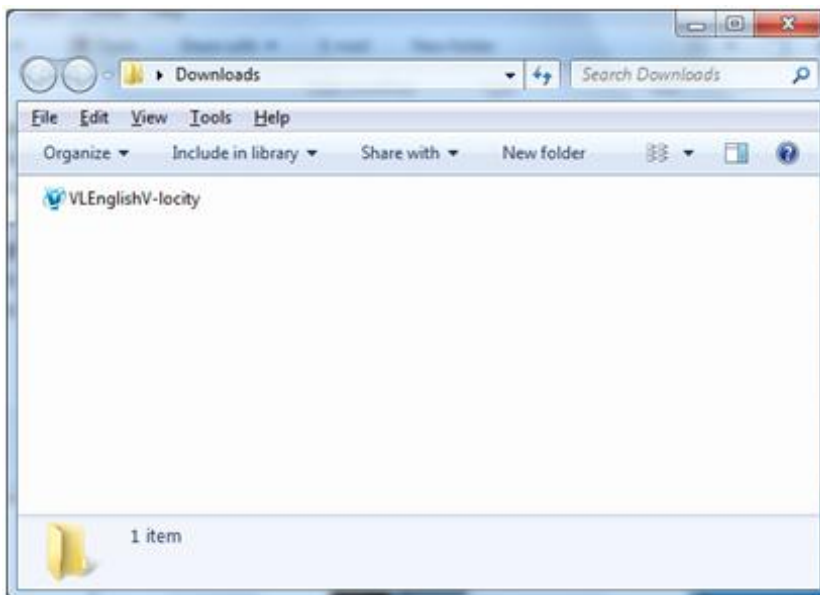 Downloads
Search Downloads
File Edit View Tools Help
Organize Include in library Share with New folder
VLEnglishV-locity
1 item